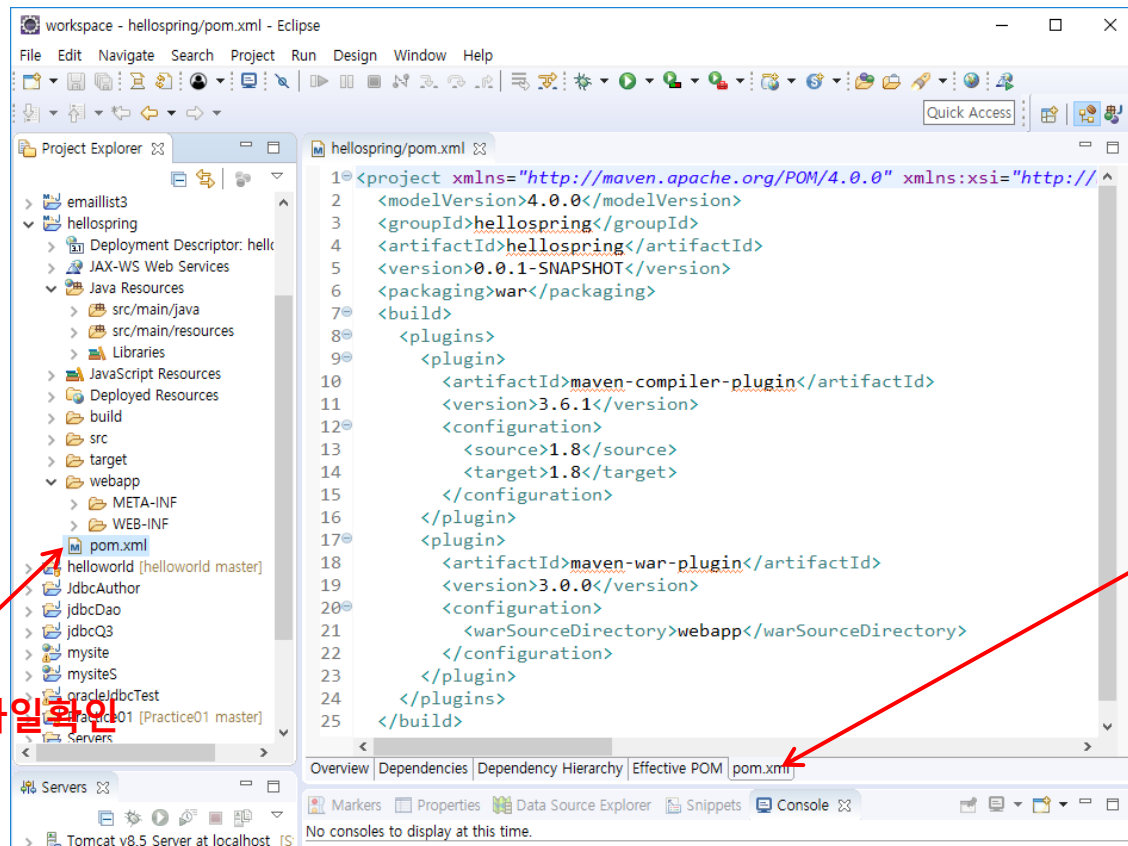 workspace - hellospring/pom.xml - Eclipse
File Edit Navigate Search Project Run Design Window Help
Quick Access
Project Explorer
emaillist3
hellospring
Deployment Descriptor: hello
JAX-WS Web Services
Java Resources
src/main/java
src/main/resources
Libraries
JavaScript Resources
Deployed Resources
build
src
target
webapp
META-INF
WEB-INF
pom.xml
helloworld [helloworld master]
JdbcAuthor
jdbcDao
jdbcQ3
mysite
mysiteS
oracleJdbcTest
Practice01 [Practice01 master]
Servers
일확인
Servers
Tomcat v8.5 Server at localhost [S
hellospring/pom.xml
1 <project xmlns="http://maven.apache.org/POM/4.0.0" xmlns:xsi="http://
2 <modelVersion>4.0.0</modelVersion>
3 <groupId>hellospring</groupId>
4 <artifactId>hellospring</artifactId>
5 <version>0.0.1-SNAPSHOT</version>
6 <packaging>war</packaging>
7 <build>
8 <plugins>
9 <plugin>
10 <artifactId>maven-compiler-plugin</artifactId>
11 <version>3.6.1</version>
12 <configuration>
13 <source>1.8</source>
14 <target>1.8</target>
15 </configuration>
16 </plugin>
17 <plugin>
18 <artifactId>maven-war-plugin</artifactId>
19 <version>3.0.0</version>
20 <configuration>
21 <warSourceDirectory>webapp</warSourceDirectory>
22 </configuration>
23 </plugin>
24 </plugins>
25 </build>
Overview Dependencies Dependency Hierarchy Effective POM pom.xml
Markers Properties Data Source Explorer Snippets Console
No consoles to display at this time.